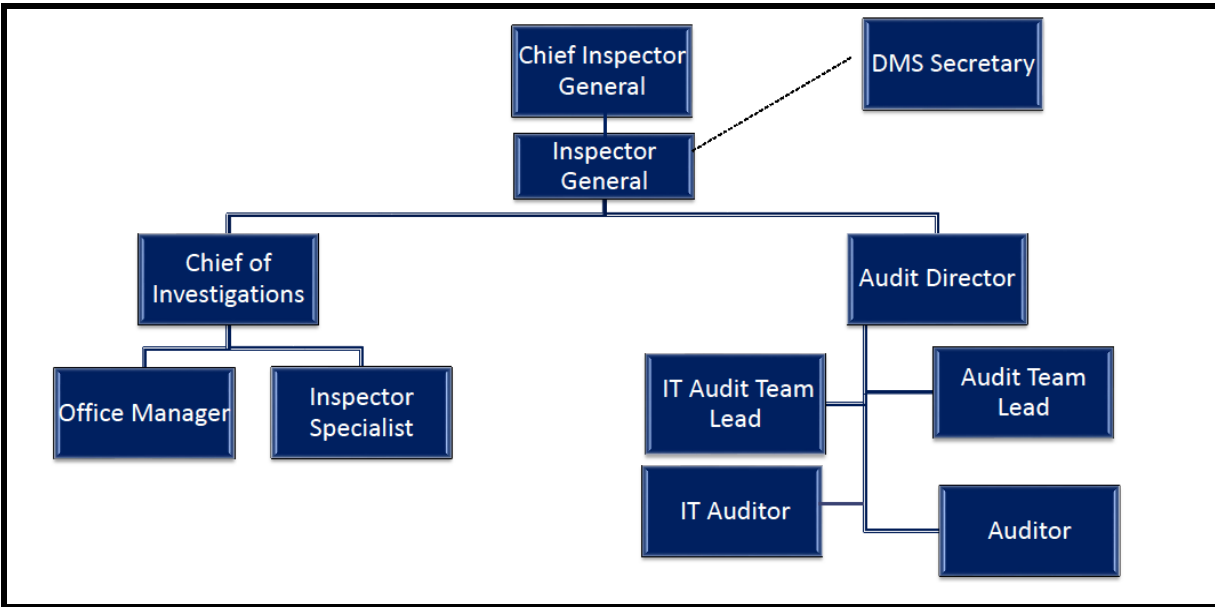 Chief Inspector
General
DMS Secretary
Inspector
General
Chief of
Investigations
Audit Director
Office Manager
Inspector
Specialist
IT Audit Team
Lead
Audit Team
Lead
IT Auditor
Auditor